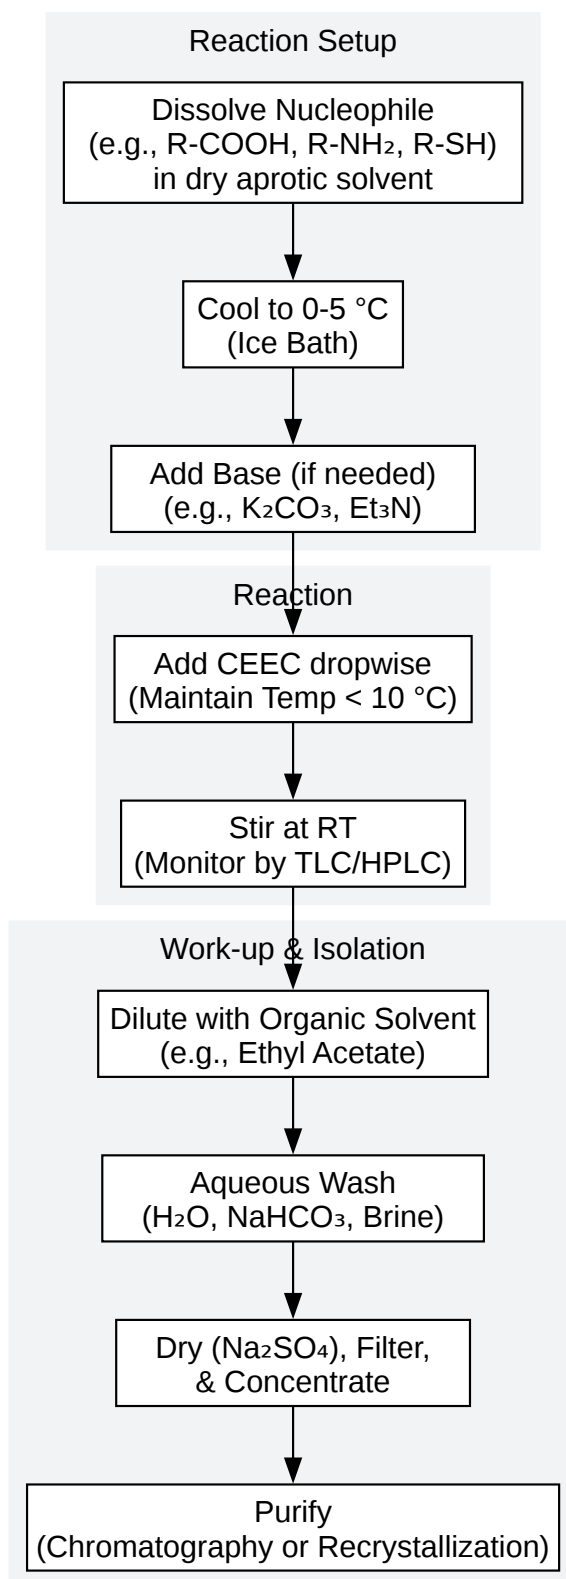 Reaction Setup
Dissolve Nucleophile
(e.g., R-COOH, R-NH₂, R-SH)
in dry aprotic solvent
Cool to 0-5 °C
(Ice Bath)
Add Base (if needed)
(e.g., K₂CO₃, Et₃N)
Reaction
Add CEEC dropwise
(Maintain Temp < 10 °C)
Stir at RT
(Monitor by TLC/HPLC)
Work-up & Isolation
Dilute with Organic Solvent
(e.g., Ethyl Acetate)
Aqueous Wash
(H₂O, NaHCO₃, Brine)
Dry (Na₂SO₄), Filter,
& Concentrate
Purify
(Chromatography or Recrystallization)